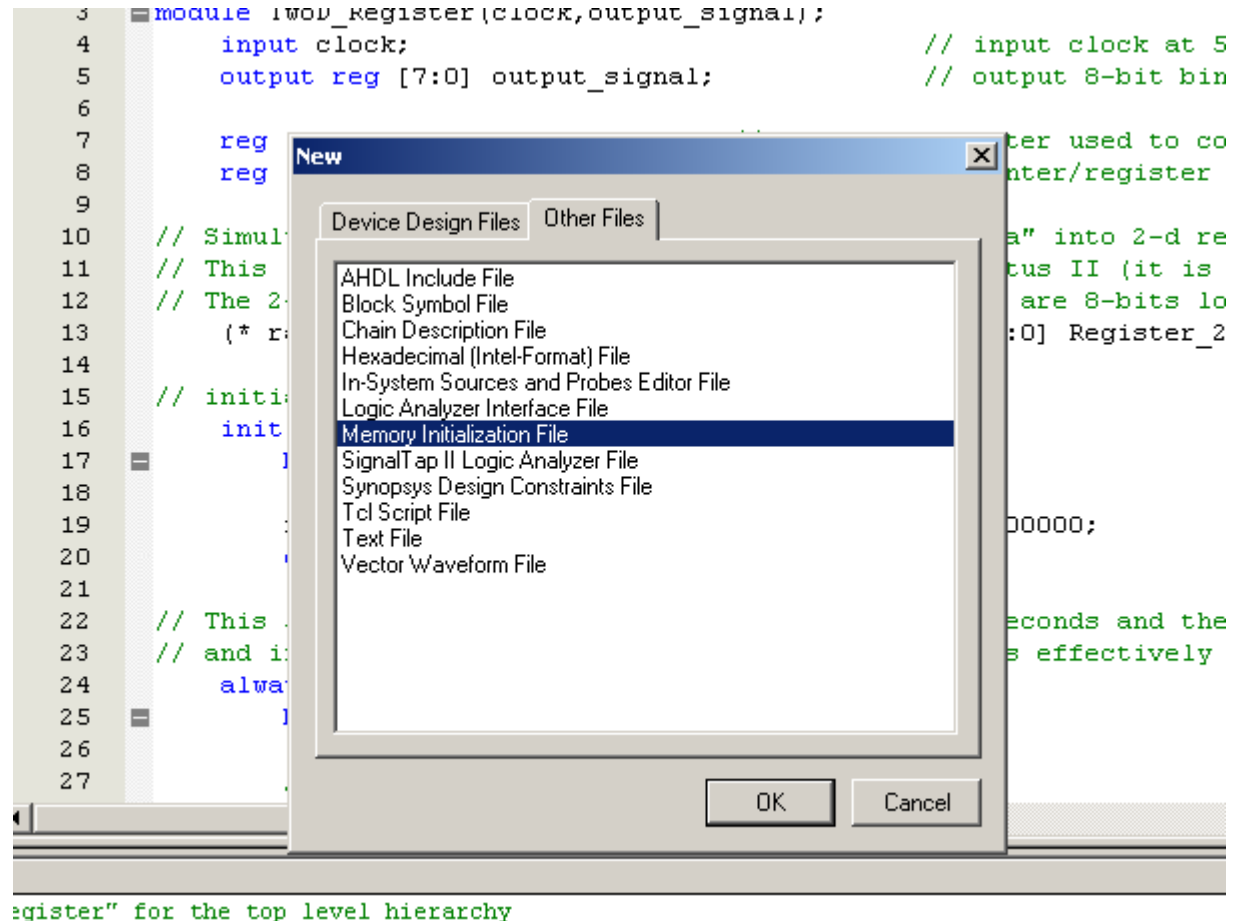 3 module TwoD_Register(clock,output_signal);
4 input clock; // input clock at 5
5 output reg [7:0] output_signal; // output 8-bit bin
6
7 reg ter used to co
8 reg nter/register
9
10 // Simul a" into 2-d re
11 // This tus II (it is
12 // The 2- are 8-bits lo
13 (* ra :0] Register_2
14
15 // initia
16 init
17
18
19 00000;
20
21
22 // This econds and the
23 // and i s effectively
24 alwa
25
26
27
New
Device Design Files Other Files
AHDL Include File
Block Symbol File
Chain Description File
Hexadecimal (Intel-Format) File
In-System Sources and Probes Editor File
Logic Analyzer Interface File
Memory Initialization File
SignalTap II Logic Analyzer File
Synopsys Design Constraints File
Tcl Script File
Text File
Vector Waveform File
OK Cancel
egister" for the top level hierarchy